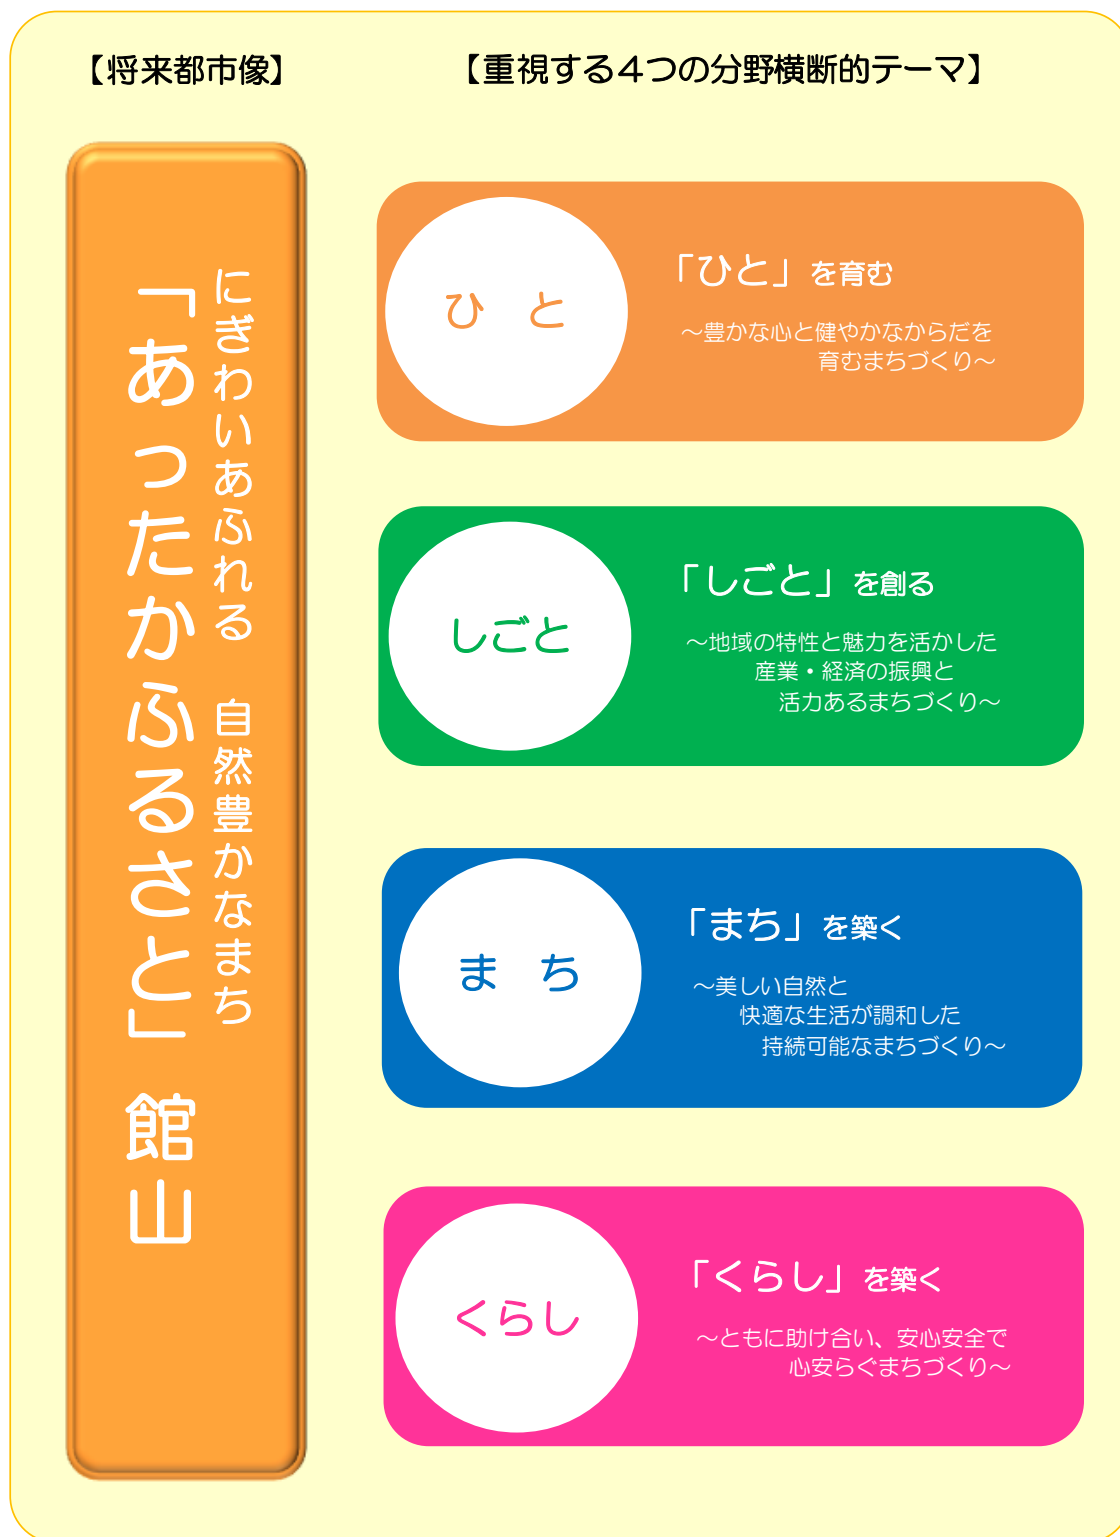 【将来都市像】
【重視する4つの分野横断的テーマ】
にぎわいあふれる　自然豊かなまち
「あったかふるさと」館山
ひ　と
「ひと」を育む
～豊かな心と健やかなからだを
育むまちづくり～
しごと
「しごと」を創る
～地域の特性と魅力を活かした
産業・経済の振興と
活力あるまちづくり～
ま　ち
「まち」を築く
～美しい自然と
快適な生活が調和した
持続可能なまちづくり～
くらし
「くらし」を築く
～ともに助け合い、安心安全で
心安らぐまちづくり～